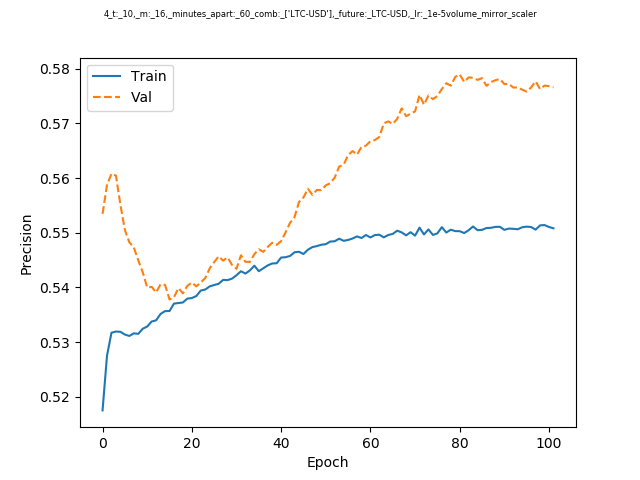 4_t:_10,_m:_16,_minutes_apart:_60_comb:_['LTC-USD'],_future:_LTC-USD,_lr:_1e-5volume_mirror_scaler
Train
Val
0.58
0.57
0.56
0.55
0.54
0.53
0.52
Precision
0 20 40 60 80 100
Epoch